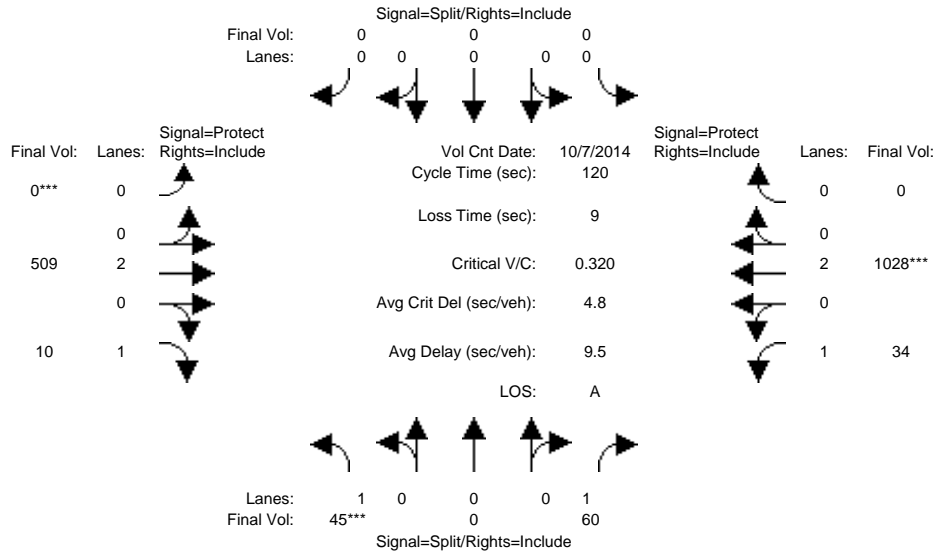 Signal=Split/Rights=Include
Final Vol: 0 0 0
Lanes: 0 0 0 0 0
Signal=Protect Signal=Protect
Final Vol: Lanes: Rights=Include Vol Cnt Date: 10/7/2014 Rights=Include Lanes: Final Vol:
Cycle Time (sec): 120
0*** 0 0 0
Loss Time (sec): 9
0 0
509 2 Critical V/C: 0.320 2 1028***
0 Avg Crit Del (sec/veh): 4.8 0
10 1 Avg Delay (sec/veh): 9.5 1 34
LOS: A
Lanes: 1 0 0 0 1
Final Vol: 45*** 0 60
Signal=Split/Rights=Include